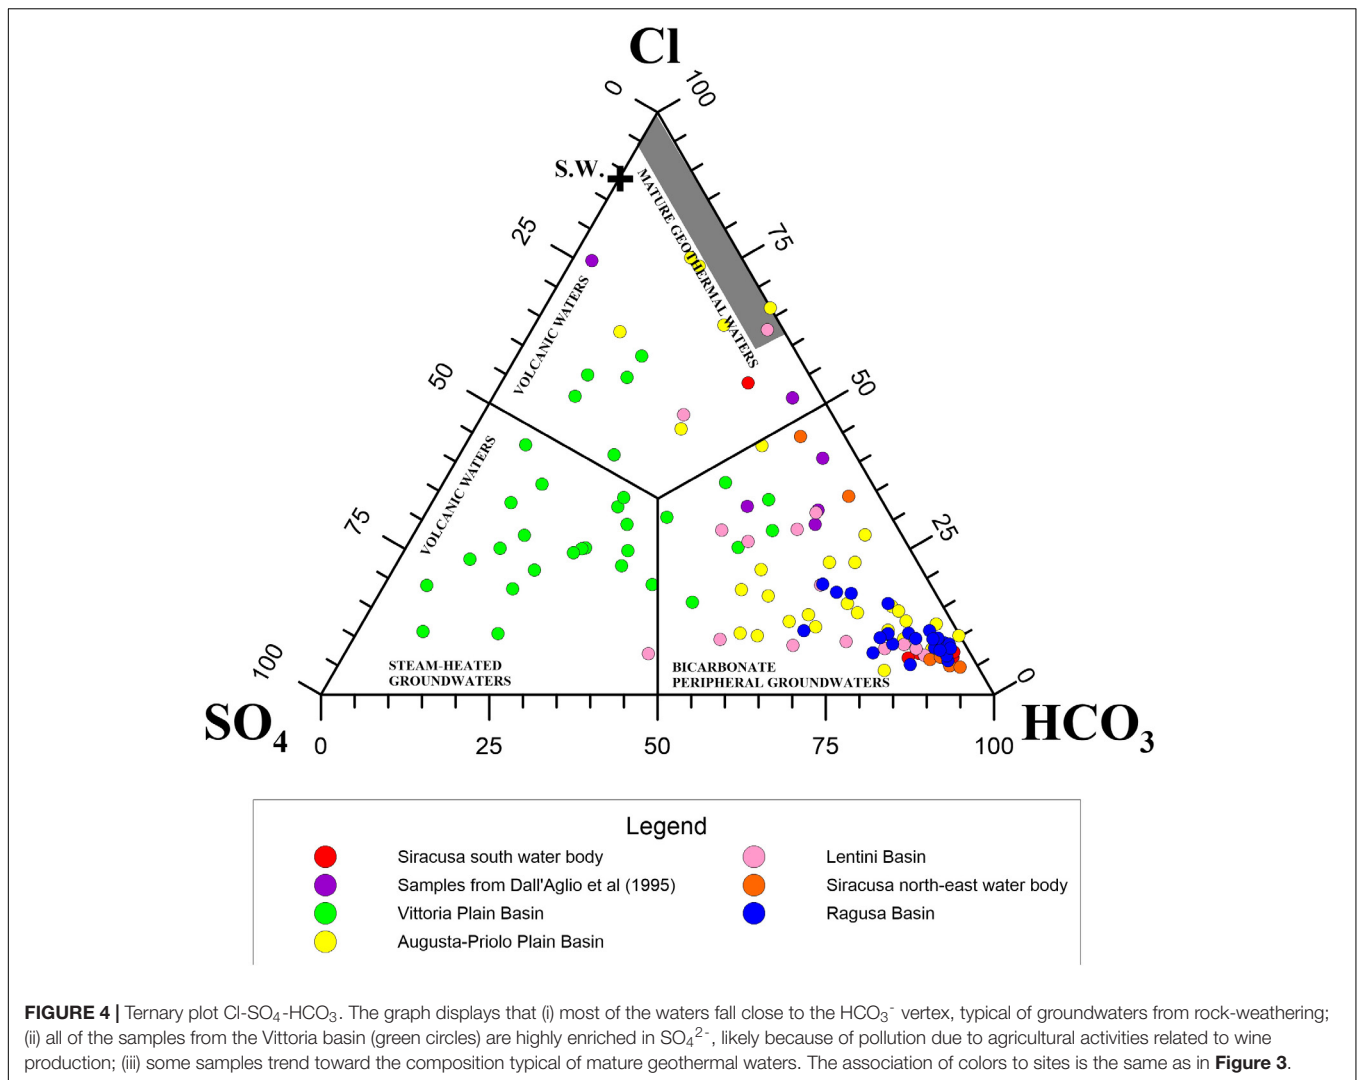 Cl
0
100
S.W.
MATURE GEOTHERMAL WATERS
25
75
VOLCANIC WATERS
50
50
VOLCANIC WATERS
75
25
100
STEAM-HEATED
GROUNDWATERS
BICARBONATE
PERIPHERAL GROUNDWATERS
0
SO4
HCO3
0
25
50
75
100
Legend
Siracusa south water body
Lentini Basin
Samples from Dall'Aglio et al (1995)
Siracusa north-east water body
Vittoria Plain Basin
Ragusa Basin
Augusta-Priolo Plain Basin
FIGURE 4 | Ternary plot Cl-SO4-HCO3. The graph displays that (i) most of the waters fall close to the HCO3- vertex, typical of groundwaters from rock-weathering;
(ii) all of the samples from the Vittoria basin (green circles) are highly enriched in SO4 2-, likely because of pollution due to agricultural activities related to wine
production; (iii) some samples trend toward the composition typical of mature geothermal waters. The association of colors to sites is the same as in Figure 3.